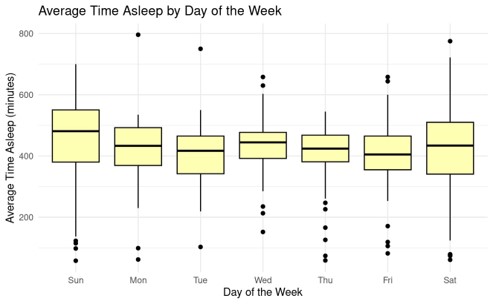 Average Time Asleep by Day of the Week
Average Time Asleep (minutes)
800
600
400
200
Sun Mon Tue Wed Thu Fri Sat
Day of the Week